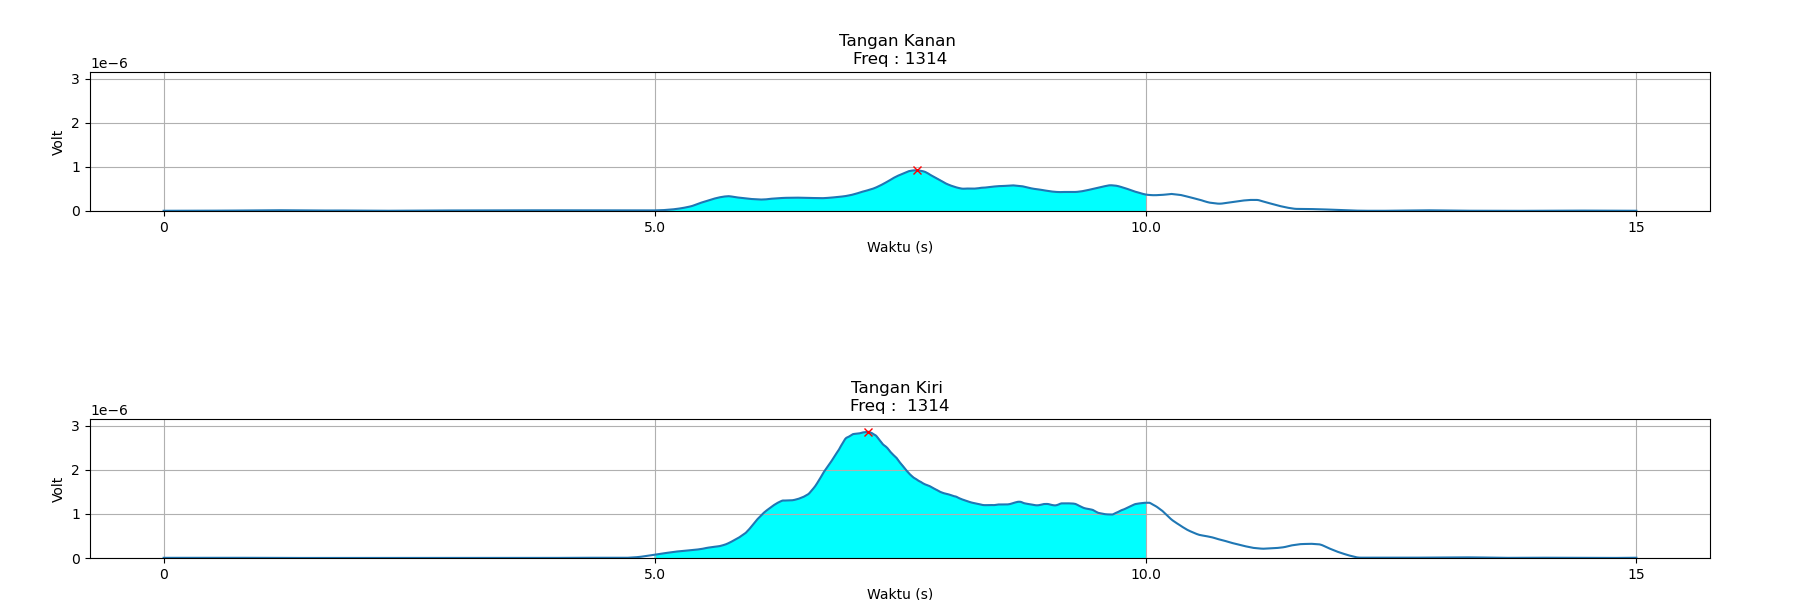 Tangan Kanan
Freq : 1314
1e−6
3
2
1
0
Volt
0 5.0 10.0 15
Waktu (s)
Tangan Kiri
Freq :  1314
1e−6
3
2
1
0
Volt
0 5.0 10.0 15
Waktu (s)